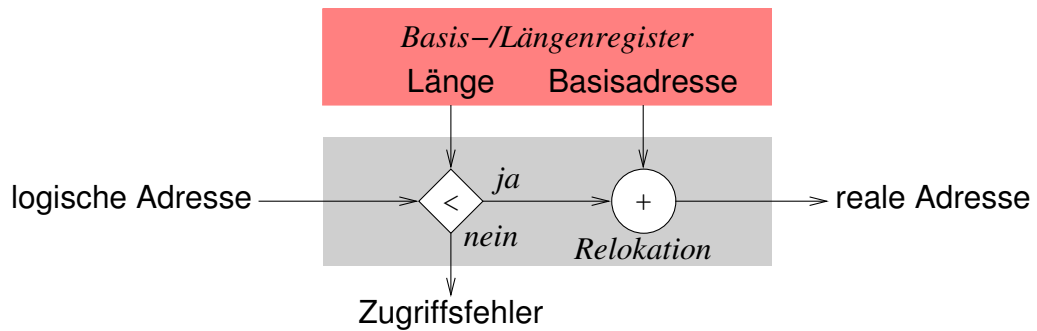 Basis−/Längenregister
Länge Basisadresse
ja
logische Adresse < + reale Adresse
nein
Relokation
Zugriffsfehler